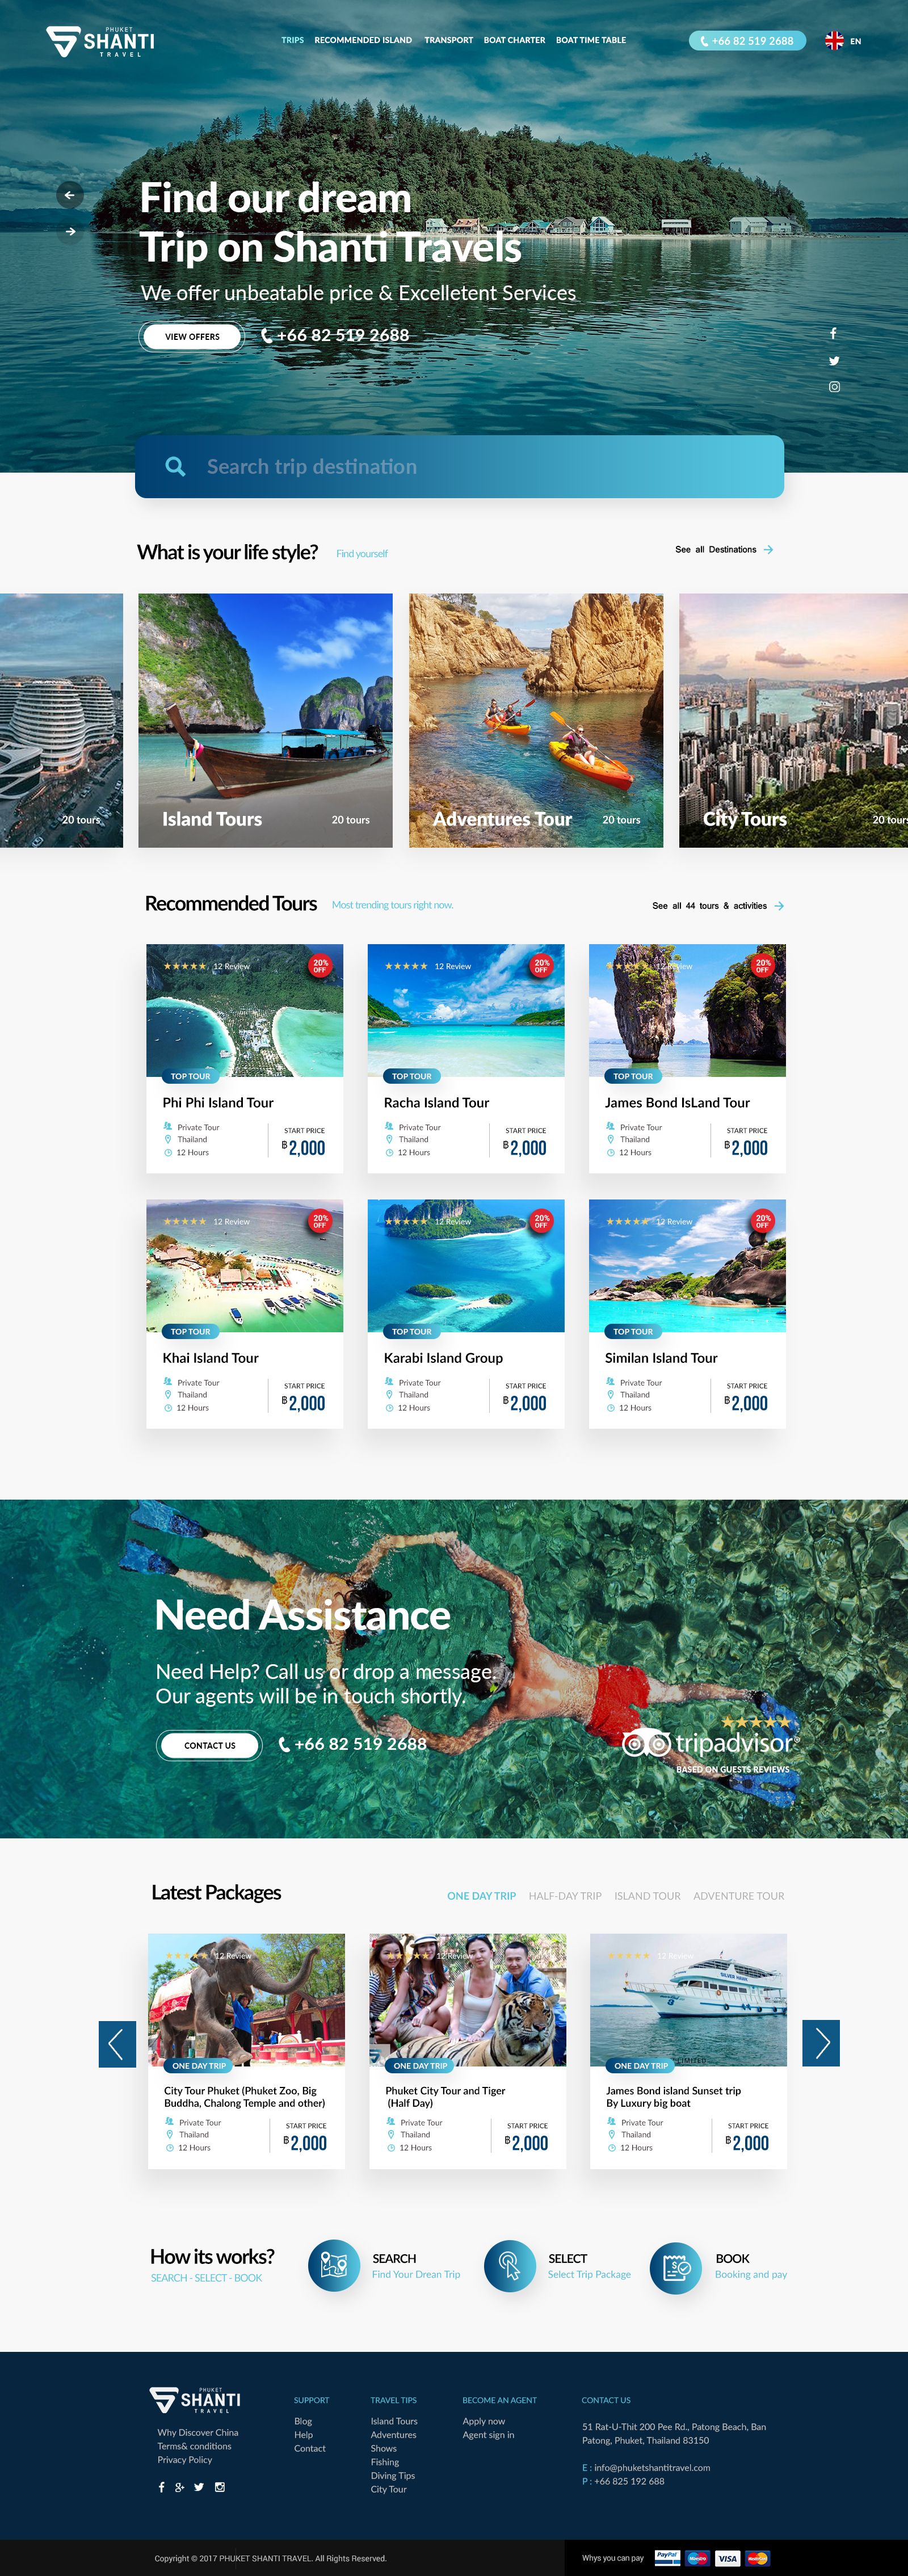 PHUKET
SHANTI
TRAVEL
TRIPS RECOMMENDED ISLAND TRANSPORT BOAT CHARTER BOAT TIME TABLE
+66 82 519 2688
EN
Find our dream
Trip on Shanti Travels
We offer unbeatable price & Excelletent Services
VIEW OFFERS
+66 82 519 2688
Search trip destination
What is your life style?
Find yourself
See all Destinations
20 tours
Island Tours
20 tours
Adventures Tour
20 tours
City Tours
20 tours
Recommended Tours
Most trending tours right now.
See all 44 tours & activities
12 Review
20%
OFF
TOP TOUR
Phi Phi Island Tour
Private Tour
Thailand
12 Hours
START PRICE
฿ 2,000
12 Review
20%
OFF
TOP TOUR
Racha Island Tour
Private Tour
Thailand
12 Hours
START PRICE
฿ 2,000
12 Review
20%
OFF
TOP TOUR
James Bond IsLand Tour
Private Tour
Thailand
12 Hours
START PRICE
฿ 2,000
12 Review
20%
OFF
TOP TOUR
Khai Island Tour
Private Tour
Thailand
12 Hours
START PRICE
฿ 2,000
12 Review
20%
OFF
TOP TOUR
Karabi Island Group
Private Tour
Thailand
12 Hours
START PRICE
฿ 2,000
12 Review
20%
OFF
TOP TOUR
Similan Island Tour
Private Tour
Thailand
12 Hours
START PRICE
฿ 2,000
Need Assistance
Need Help? Call us or drop a message.
Our agents will be in touch shortly.
CONTACT US
+66 82 519 2688
tripadvisor®
BASED ON GUESTS REVIEWS
Latest Packages
ONE DAY TRIP HALF-DAY TRIP ISLAND TOUR ADVENTURE TOUR
12 Review
ONE DAY TRIP
City Tour Phuket (Phuket Zoo, Big
Buddha, Chalong Temple and other)
Private Tour
Thailand
12 Hours
START PRICE
฿ 2,000
12 Review
ONE DAY TRIP
Phuket City Tour and Tiger
(Half Day)
Private Tour
Thailand
12 Hours
START PRICE
฿ 2,000
12 Review
LIMITED
ONE DAY TRIP
James Bond island Sunset trip
By Luxury big boat
Private Tour
Thailand
12 Hours
START PRICE
฿ 2,000
How its works?
SEARCH - SELECT - BOOK
SEARCH
Find Your Drean Trip
SELECT
Select Trip Package
BOOK
Booking and pay
PHUKET
SHANTI
TRAVEL
Why Discover China
Terms& conditions
Privacy Policy
SUPPORT
Blog
Help
Contact
TRAVEL TIPS
Island Tours
Adventures
Shows
Fishing
Diving Tips
City Tour
BECOME AN AGENT
Apply now
Agent sign in
CONTACT US
51 Rat-U-Thit 200 Pee Rd., Patong Beach, Ban
Patong, Phuket, Thailand 83150
E : info@phuketshantitravel.com
P : +66 825 192 688
Copyright © 2017 PHUKET SHANTI TRAVEL. All Rights Reserved.
Whys you can pay
PayPal
Maestro
VISA
MasterCard